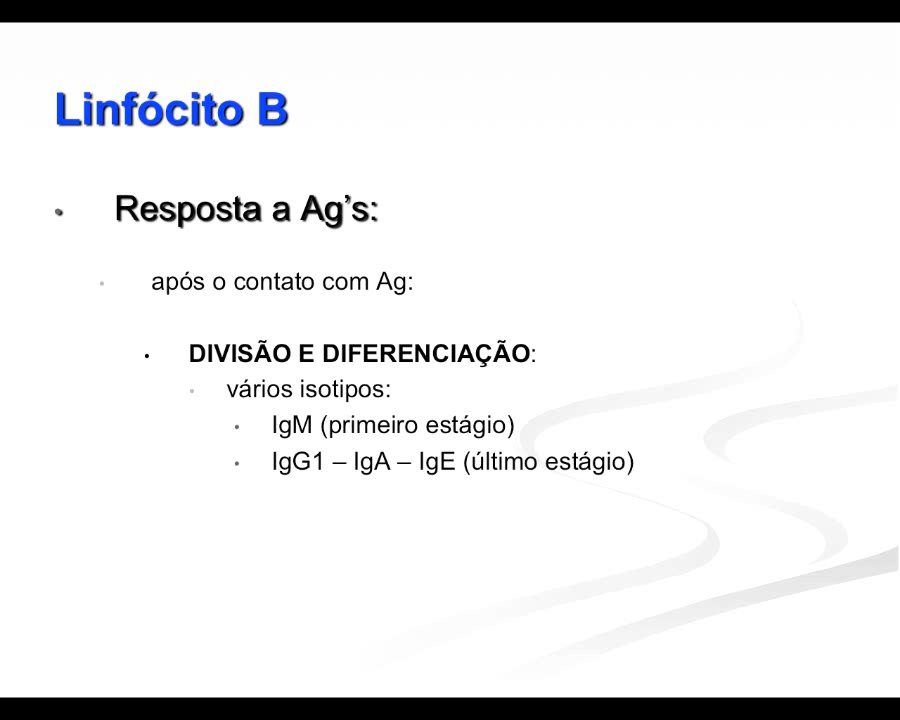 Linfócito B
• Resposta a Ag’s:
• após o contato com Ag:
• DIVISÃO E DIFERENCIAÇÃO:
• vários isotipos:
• IgM (primeiro estágio)
• IgG1 – IgA – IgE (último estágio)